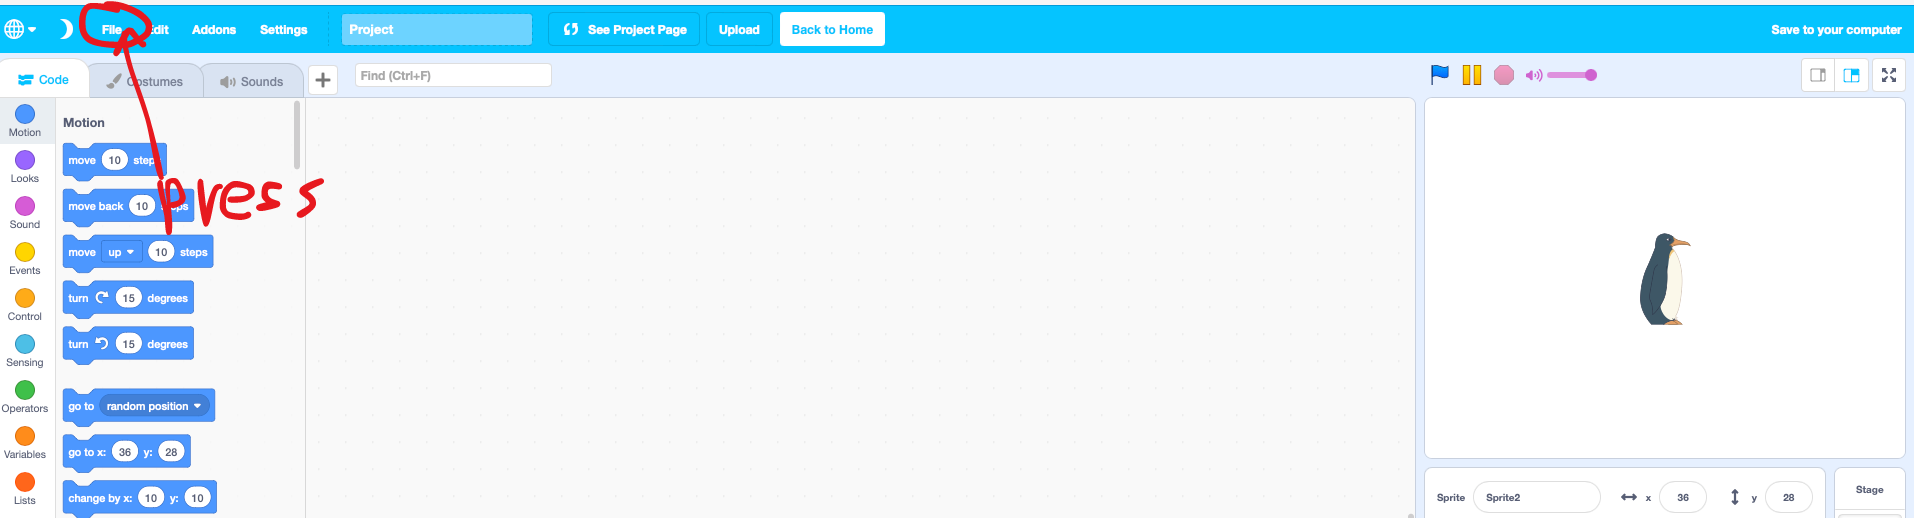 File Edit Addons Settings Project See Project Page Upload Back to Home Save to your computer
Code Costumes Sounds + Find (Ctrl+F)
Motion
Looks
Sound
Events
Control
Sensing
Operators
Variables
Lists
Motion
move 10 steps
move back 10 steps
move up 10 steps
turn 15 degrees
turn 15 degrees
go to random position
go to x: 36 y: 28
change by x: 10 y: 10
press
Sprite Sprite2 x 36 y 28
Stage